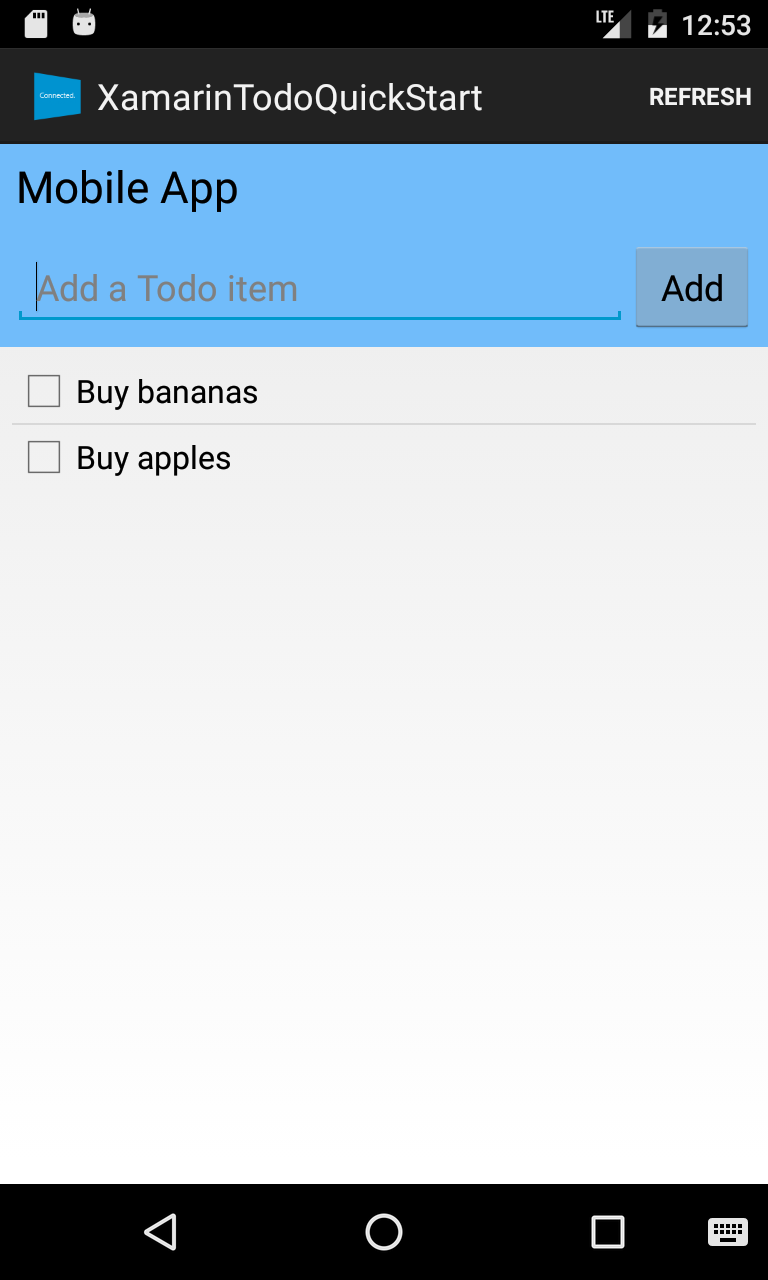 LTE 12:53
Connected. XamarinTodoQuickStart REFRESH
Mobile App
Add a Todo item Add
Buy bananas
Buy apples